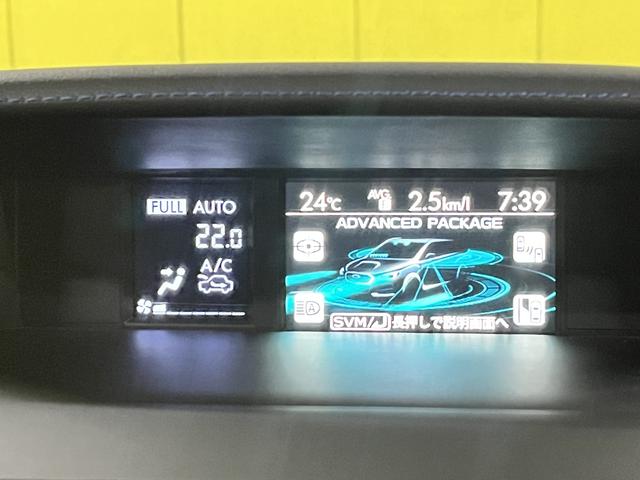 FULL AUTO
22.0
A/C
24℃ AVG 2.5km/l 7:39
ADVANCED PACKAGE
A
SVM/ 長押しで説明画面へ